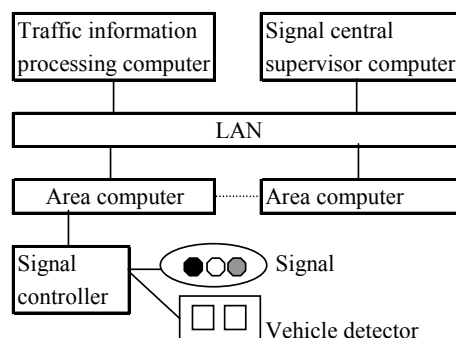 Traffic information
processing computer
Signal central
supervisor computer
LAN
Area computer
Area computer
Signal
controller
Signal
Vehicle detector